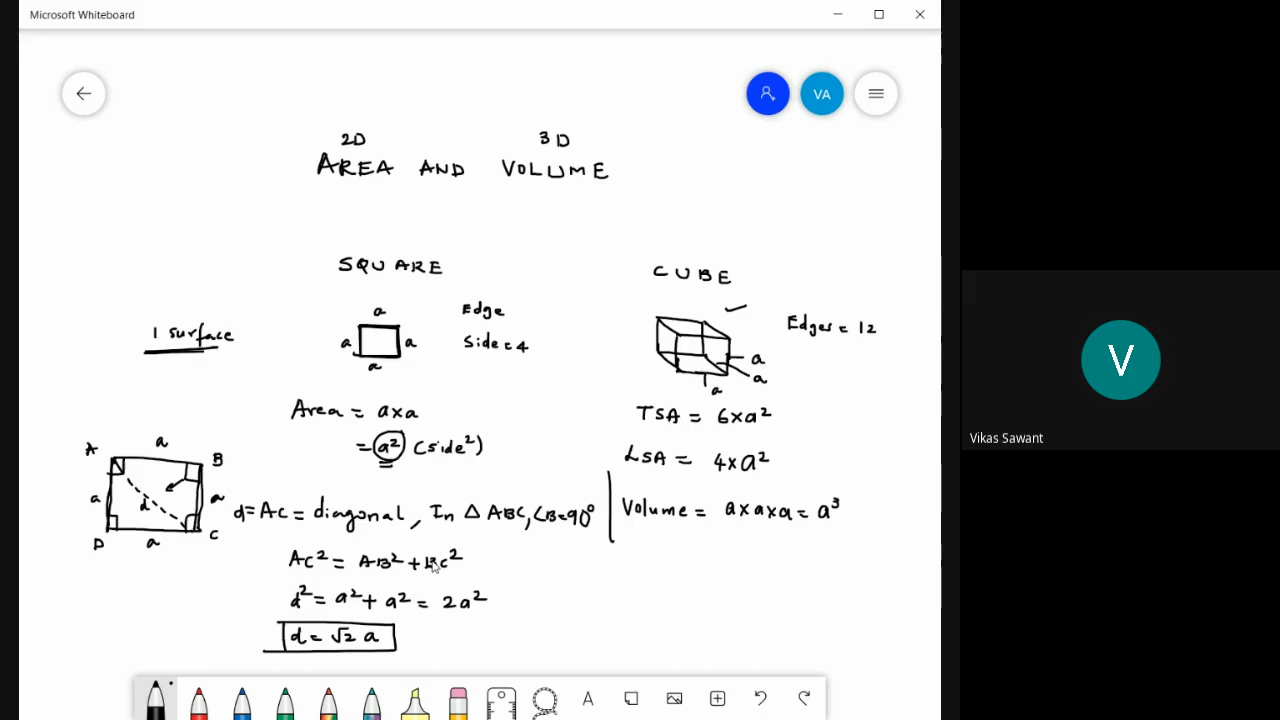 Microsoft Whiteboard
VA
2D 3D
AREA AND VOLUME
SQUARE
CUBE
1 surface
a
a a
a
Edge
Side = 4
Edges = 12
a
a
a
Area = a×a
= a² (side²)
TSA = 6×a²
LSA = 4×a²
Volume = a×a×a = a³
A a B
a d a
D a C
d = AC = diagonal, In △ ABC, ∠B=90°
AC² = AB² + BC²
d² = a² + a² = 2a²
d = √2 a
V
Vikas Sawant
A